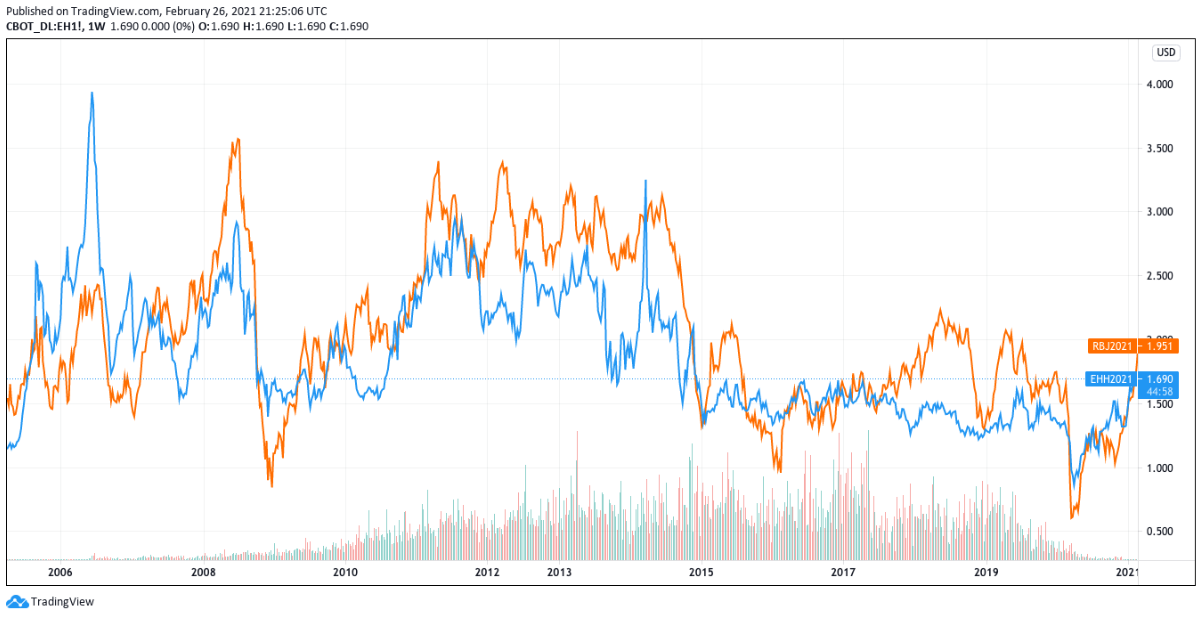 Published on TradingView.com, February 26, 2021 21:25:06 UTC
CBOT_DL:EH1!, 1W 1.690 0.000 (0%) O:1.690 H:1.690 L:1.690 C:1.690
USD
4.000
3.500
3.000
2.500
RBJ2021 1.951
EHH2021 1.690
44:58
1.500
1.000
0.500
2006 2008 2010 2012 2013 2015 2017 2019 2021
TradingView